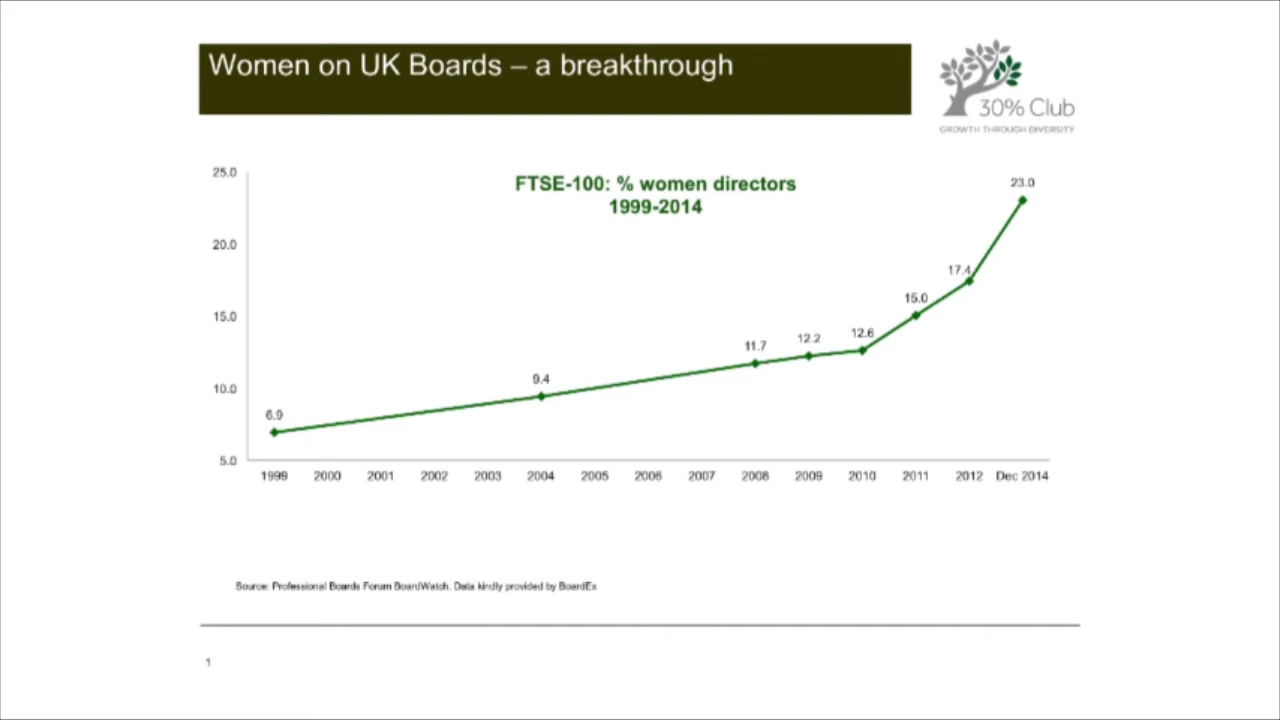 Women on UK Boards – a breakthrough
30% Club
GROWTH THROUGH DIVERSITY
FTSE-100: % women directors
1999-2014
25.0
20.0
15.0
10.0
5.0
6.9
9.4
11.7
12.2
12.6
15.0
17.4
23.0
1999 2000 2001 2002 2003 2004 2005 2006 2007 2008 2009 2010 2011 2012 Dec 2014
Source: Professional Boards Forum BoardWatch. Data kindly provided by BoardEx
1